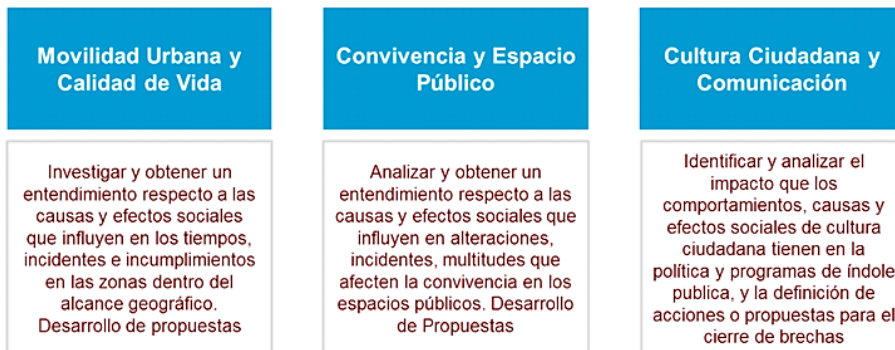 Movilidad Urbana y
Calidad de Vida
Investigar y obtener un
entendimiento respecto a las
causas y efectos sociales
que influyen en los tiempos,
incidentes e incumplimientos
en las zonas dentro del
alcance geográfico.
Desarrollo de propuestas
Convivencia y Espacio
Público
Analizar y obtener un
entendimiento respecto a las
causas y efectos sociales que
influyen en alteraciones,
incidentes, multitudes que
afecten la convivencia en los
espacios públicos. Desarrollo
de Propuestas
Cultura Ciudadana y
Comunicación
Identificar y analizar el
impacto que los
comportamientos, causas y
efectos sociales de cultura
ciudadana tienen en la
política y programas de índole
publica, y la definición de
acciones o propuestas para el
cierre de brechas